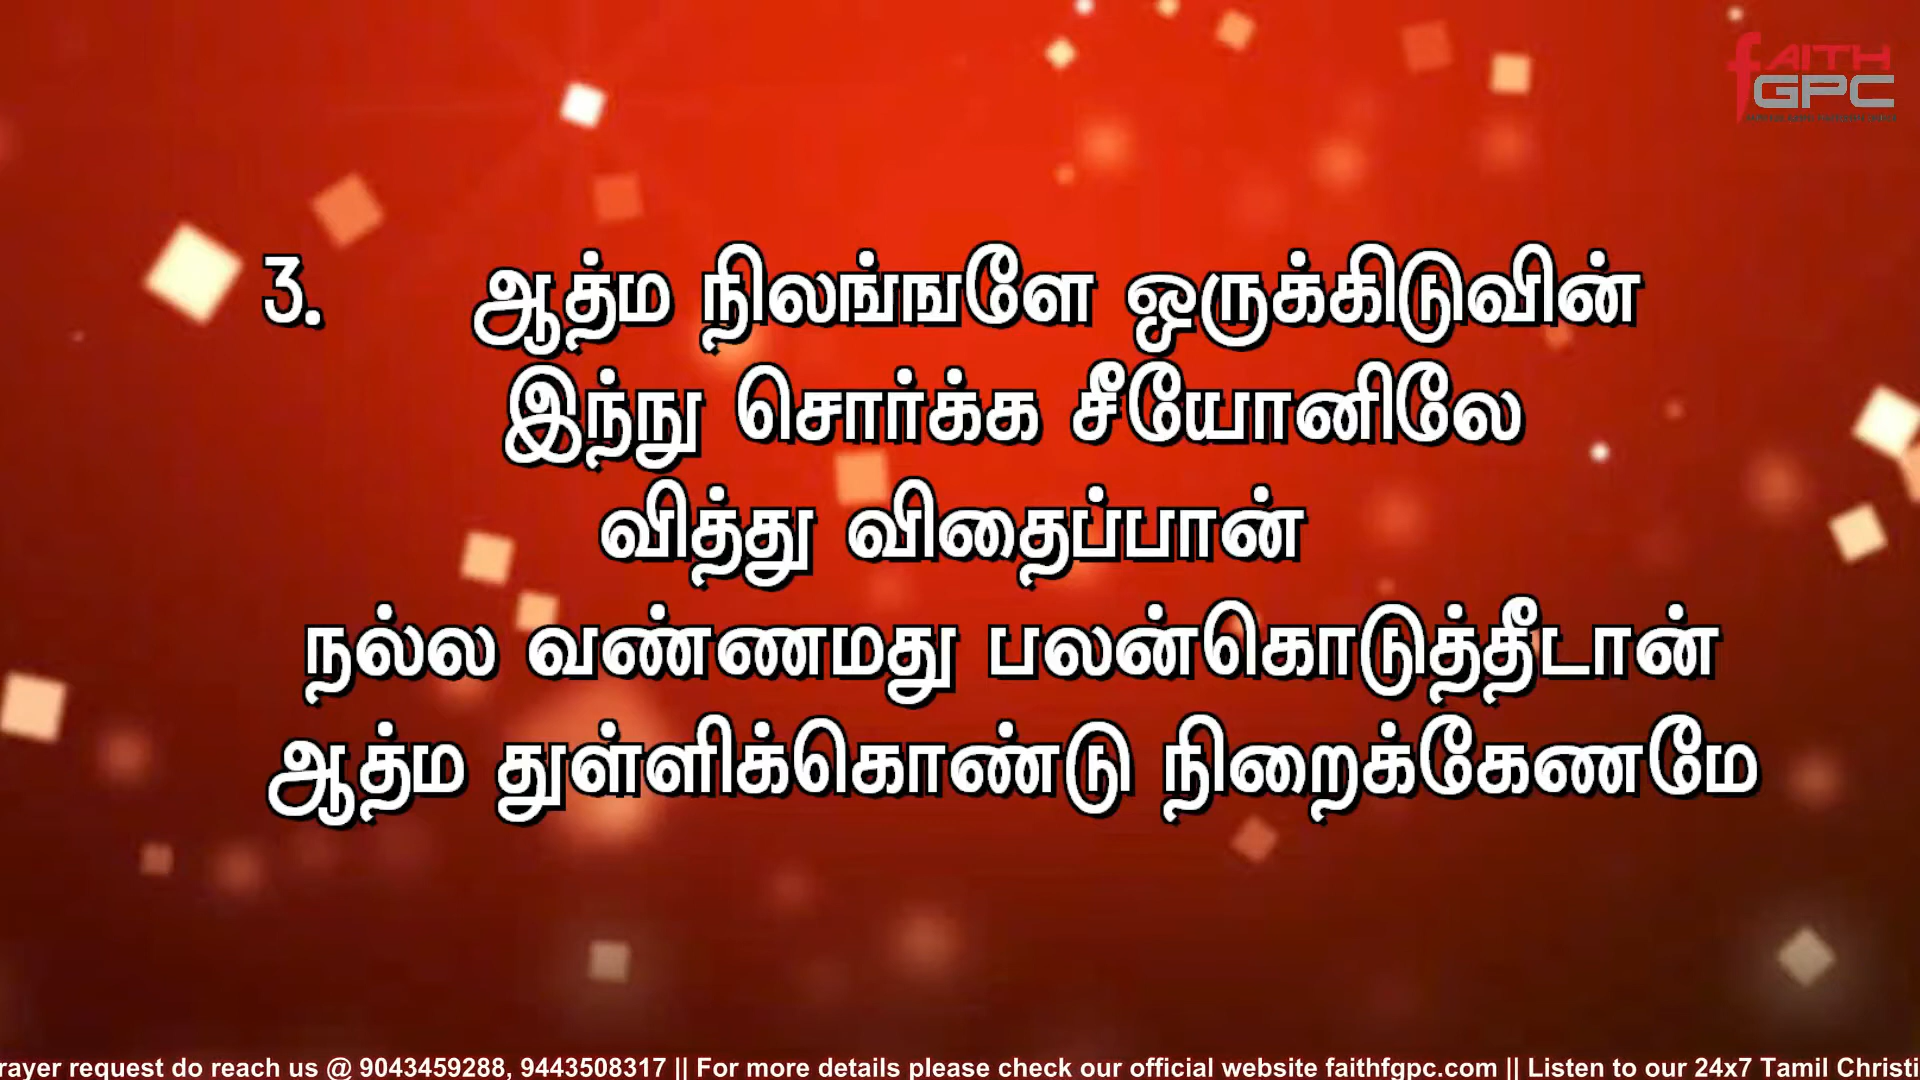 fAITH
GPC
3. ஆத்ம நிலங்ஙளே ஒருக்கிடுவின்
இந்நு சொர்க்க சீயோனிலே
வித்து விதைப்பான்
நல்ல வண்ணமது பலன்கொடுத்தீடான்
ஆத்ம துள்ளிக்கொண்டு நிறைக்கேணமே
rayer request do reach us @ 9043459288, 9443508317 || For more details please check our official website faithfgpc.com || Listen to our 24x7 Tamil Christi